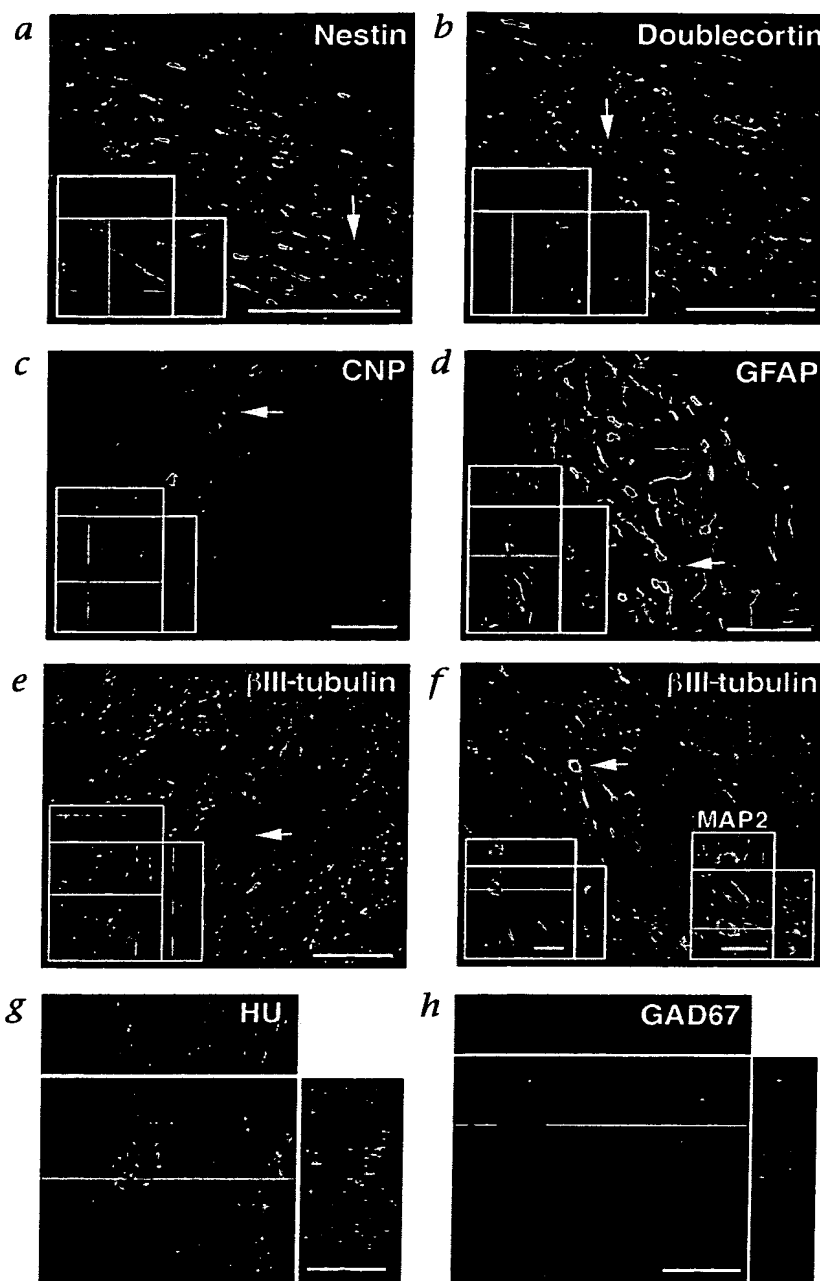 a Nestin
b Doublecortin
c CNP
d GFAP
e βIII-tubulin
f βIII-tubulin
MAP2
g HU
h GAD67